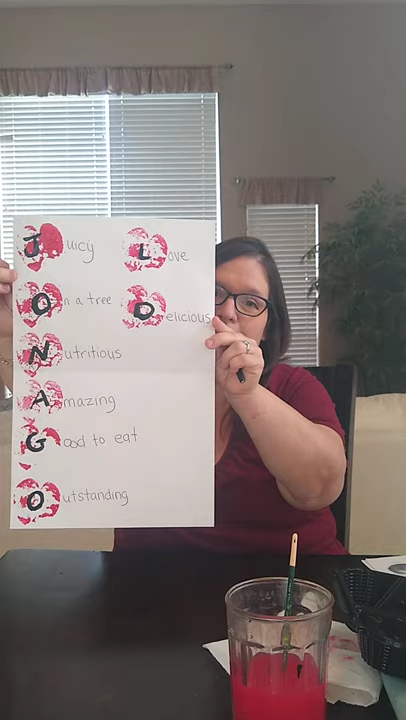 Juicy
On a tree
Nutritious
Amazing
Good to eat
Outstanding
Love
Delicious